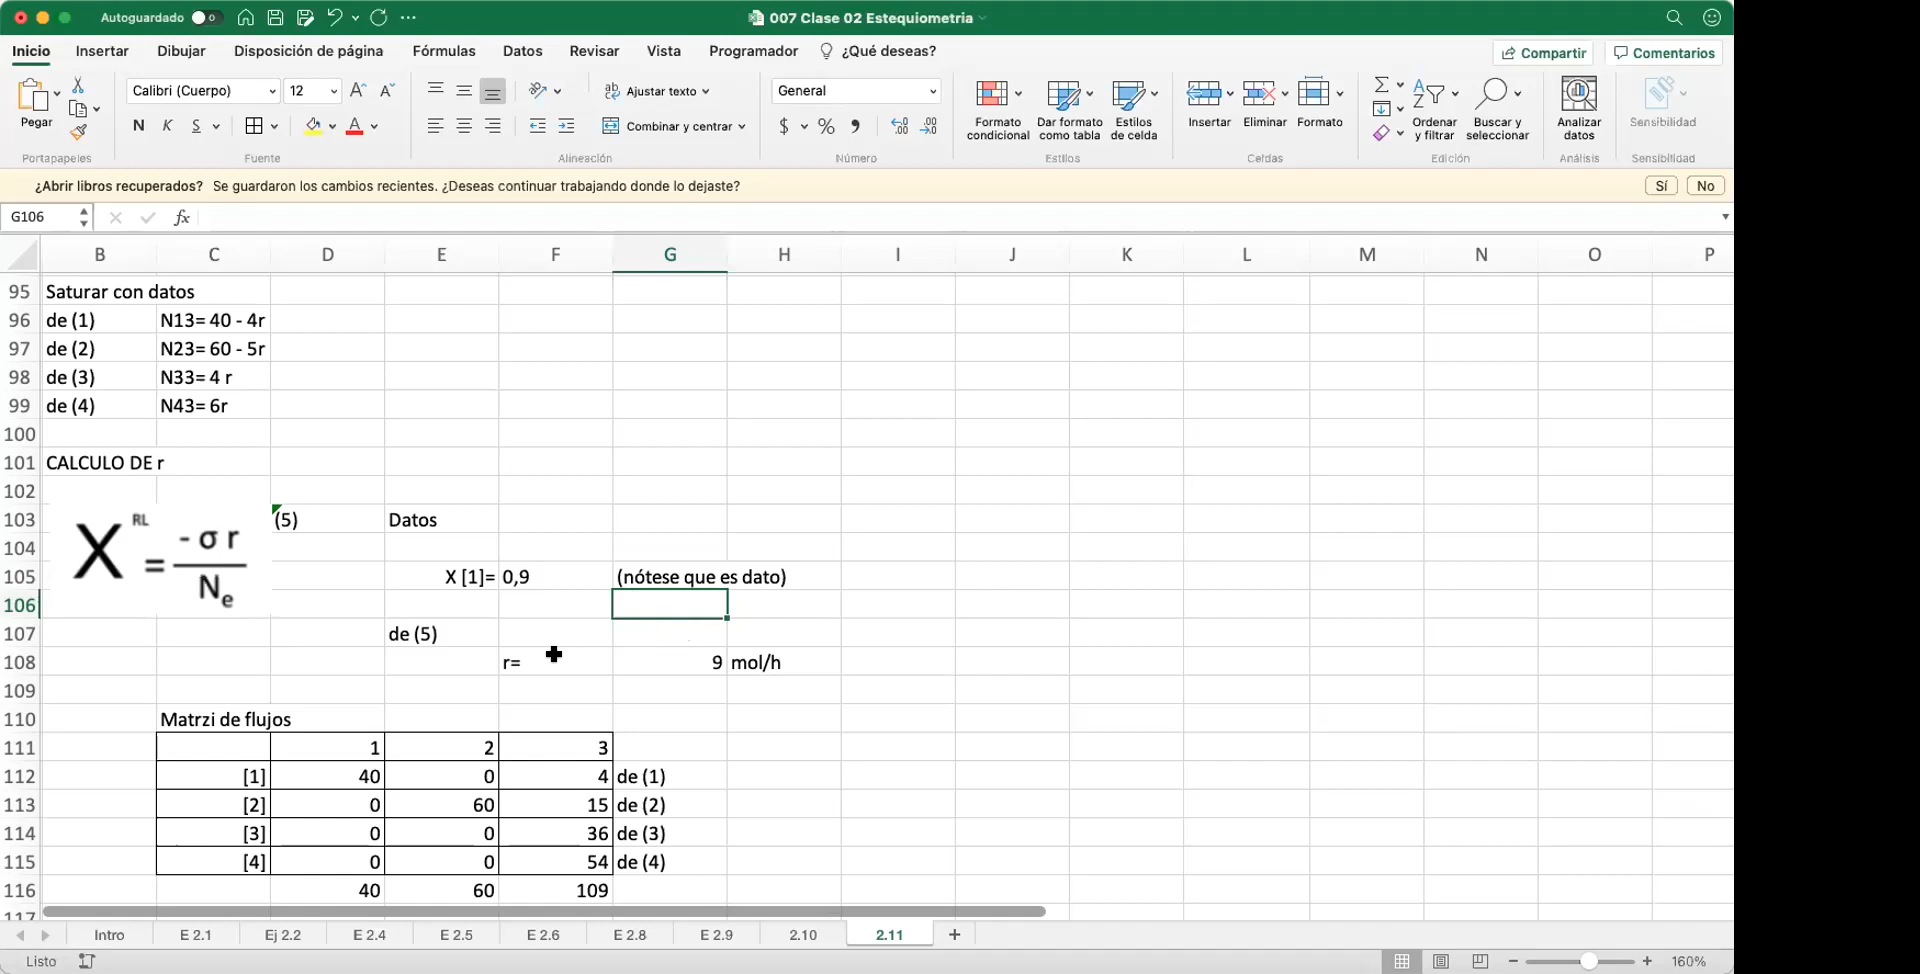 Autoguardado
007 Clase 02 Estequiometria
Inicio Insertar Dibujar Disposición de página Fórmulas Datos Revisar Vista Programador ¿Qué deseas? Compartir Comentarios
Pegar
Calibri (Cuerpo) 12
N K S
Ajustar texto
Combinar y centrar
General
$ %
Formato condicional
Dar formato como tabla
Estilos de celda
Insertar Eliminar Formato
Ordenar y filtrar
Buscar y seleccionar
Analizar datos
Sensibilidad
Portapapeles Fuente Alineación Número Estilos Celdas Edición Análisis Sensibilidad
¿Abrir libros recuperados? Se guardaron los cambios recientes. ¿Deseas continuar trabajando donde lo dejaste? Sí No
G106 fx
B C D E F G H I J K L M N O P
95 Saturar con datos
96 de (1) N13= 40 - 4r
97 de (2) N23= 60 - 5r
98 de (3) N33= 4 r
99 de (4) N43= 6r
100
101 CALCULO DE r
102
103 (5) Datos
X RL = - σ r / Ne
104
105 X [1]= 0,9 (nótese que es dato)
106
107 de (5)
108 r= 9 mol/h
109
110 Matrzi de flujos
111 1 2 3
112 [1] 40 0 4 de (1)
113 [2] 0 60 15 de (2)
114 [3] 0 0 36 de (3)
115 [4] 0 0 54 de (4)
116 40 60 109
117
Intro E 2.1 Ej 2.2 E 2.4 E 2.5 E 2.6 E 2.8 E 2.9 2.10 2.11 +
Listo 160%